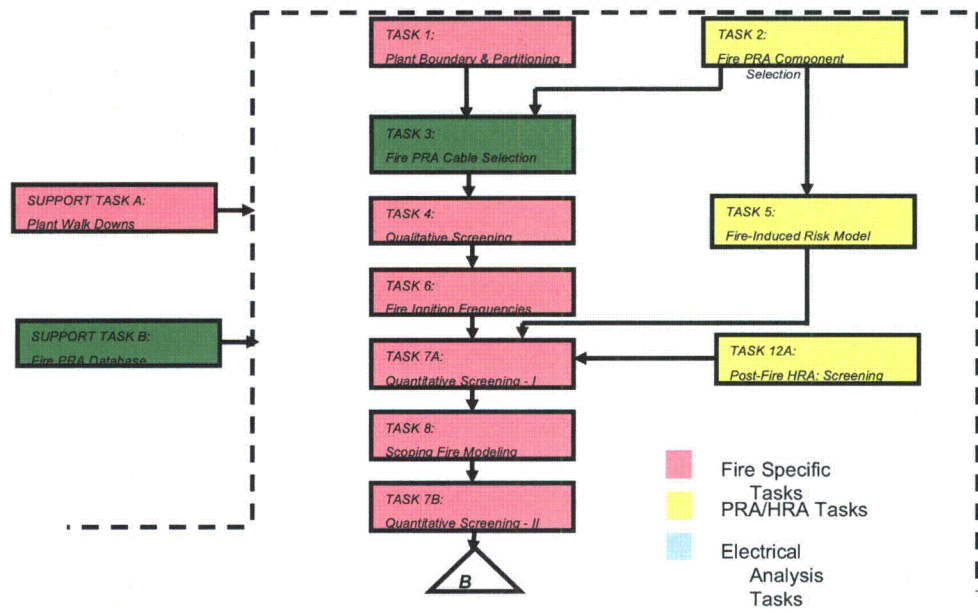 TASK 1:
Plant Boundary & Partitioning
TASK 2:
Fire PRA Component
Selection
TASK 3:
Fire PRA Cable Selection
SUPPORT TASK A:
Plant Walk Downs
TASK 4:
Qualitative Screening
TASK 5:
Fire-Induced Risk Model
TASK 6:
Fire Ignition Frequencies
SUPPORT TASK B:
Fire PRA Database
TASK 7A:
Quantitative Screening - I
TASK 12A:
Post-Fire HRA: Screening
TASK 8:
Scoping Fire Modeling
TASK 7B:
Quantitative Screening - II
B
Fire Specific
Tasks
PRA/HRA Tasks
Electrical
Analysis
Tasks